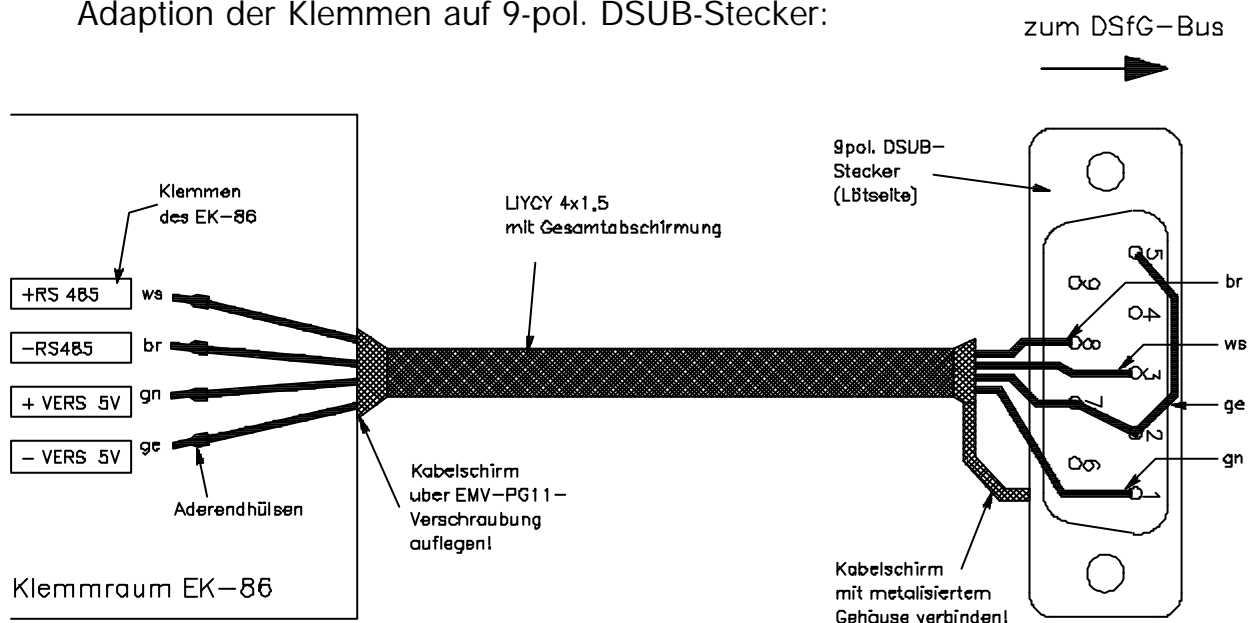 Adaption der Klemmen auf 9-pol. DSUB-Stecker:
zum DSfG-Bus
9pol. DSUB-
Stecker
(Lötseite)
Klemmen
des EK-86
LIYCY 4x1,5
mit Gesamtabschirmung
+RS 485
ws
-RS485
br
+ VERS 5V
gn
- VERS 5V
ge
Aderendhülsen
Kabelschirm
uber EMV-PG11-
Verschraubung
auflegen!
Klemmraum EK-86
5
9
4
8
3
7
2
6
1
br
ws
ge
gn
Kabelschirm
mit metalisiertem
Gehäuse verbinden!